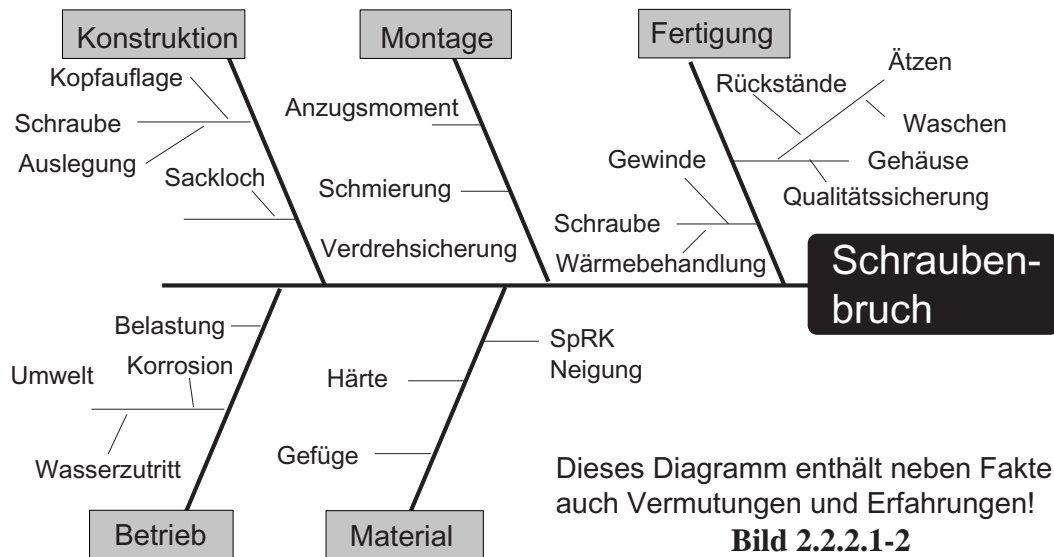 Konstruktion
Montage
Fertigung
Kopfauflage
Schraube
Auslegung
Sackloch
Anzugsmoment
Schmierung
Verdrehsicherung
Rückstände
Ätzen
Waschen
Gewinde
Gehäuse
Qualitätssicherung
Schraube
Wärmebehandlung
Schrauben-
bruch
Belastung
Umwelt
Korrosion
Wasserzutritt
Betrieb
SpRK
Neigung
Härte
Gefüge
Material
Dieses Diagramm enthält neben Fakte
auch Vermutungen und Erfahrungen!
Bild 2.2.2.1-2